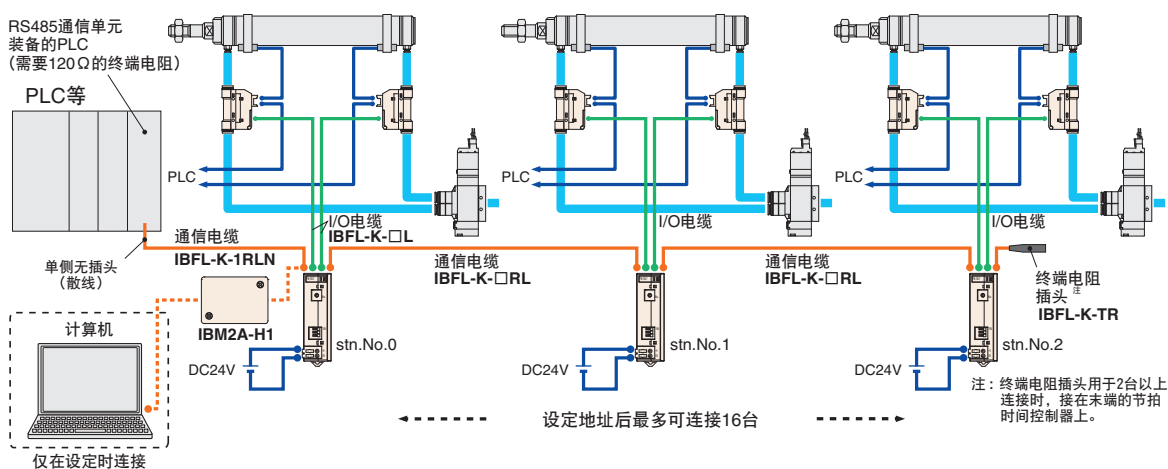 RS485通信单元
装备的PLC
(需要120Ω的终端电阻)
PLC等
PLC
PLC
PLC
I/O电缆
IBFL-K-□L
I/O电缆
I/O电缆
通信电缆
IBFL-K-1RLN
单侧无插头
(散线)
通信电缆
IBFL-K-□RL
通信电缆
IBFL-K-□RL
终端电阻
插头注
IBFL-K-TR
IBM2A-H1
计算机
stn.No.0
stn.No.1
stn.No.2
DC24V
DC24V
DC24V
注：终端电阻插头用于2台以上
连接时，接在末端的节拍
时间控制器上。
设定地址后最多可连接16台
仅在设定时连接